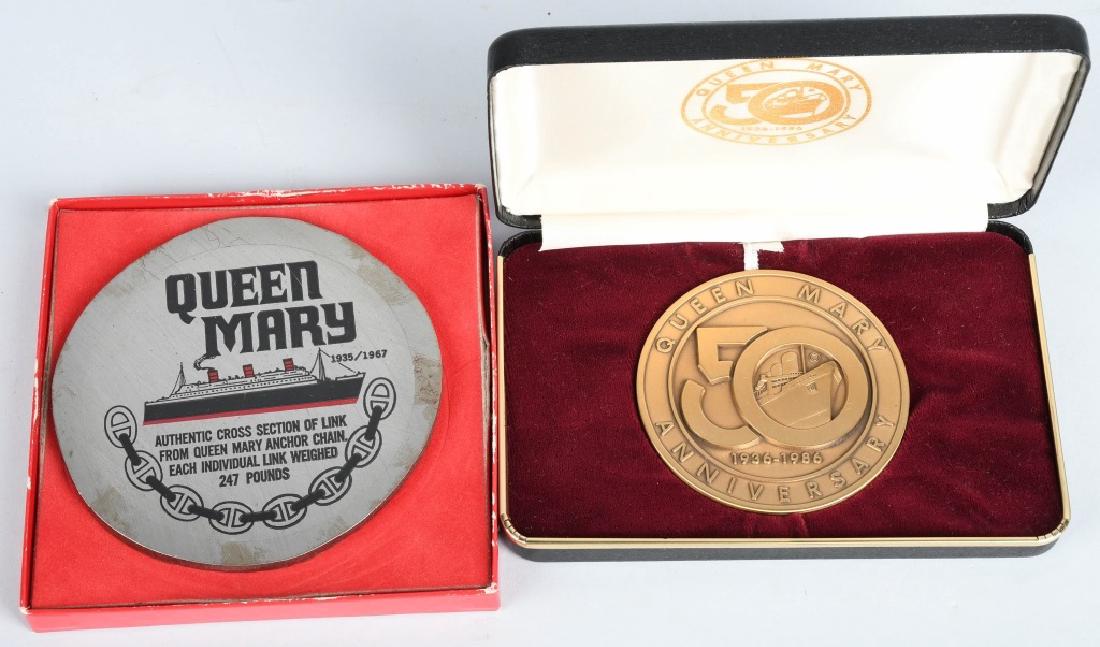 QUEEN
MARY
1935/1967
AUTHENTIC CROSS SECTION OF LINK
FROM QUEEN MARY ANCHOR CHAIN.
EACH INDIVIDUAL LINK WEIGHED
247 POUNDS
QUEEN MARY
50
1936-1986
ANNIVERSARY
QUEEN MARY
50
1936-1986
ANNIVERSARY